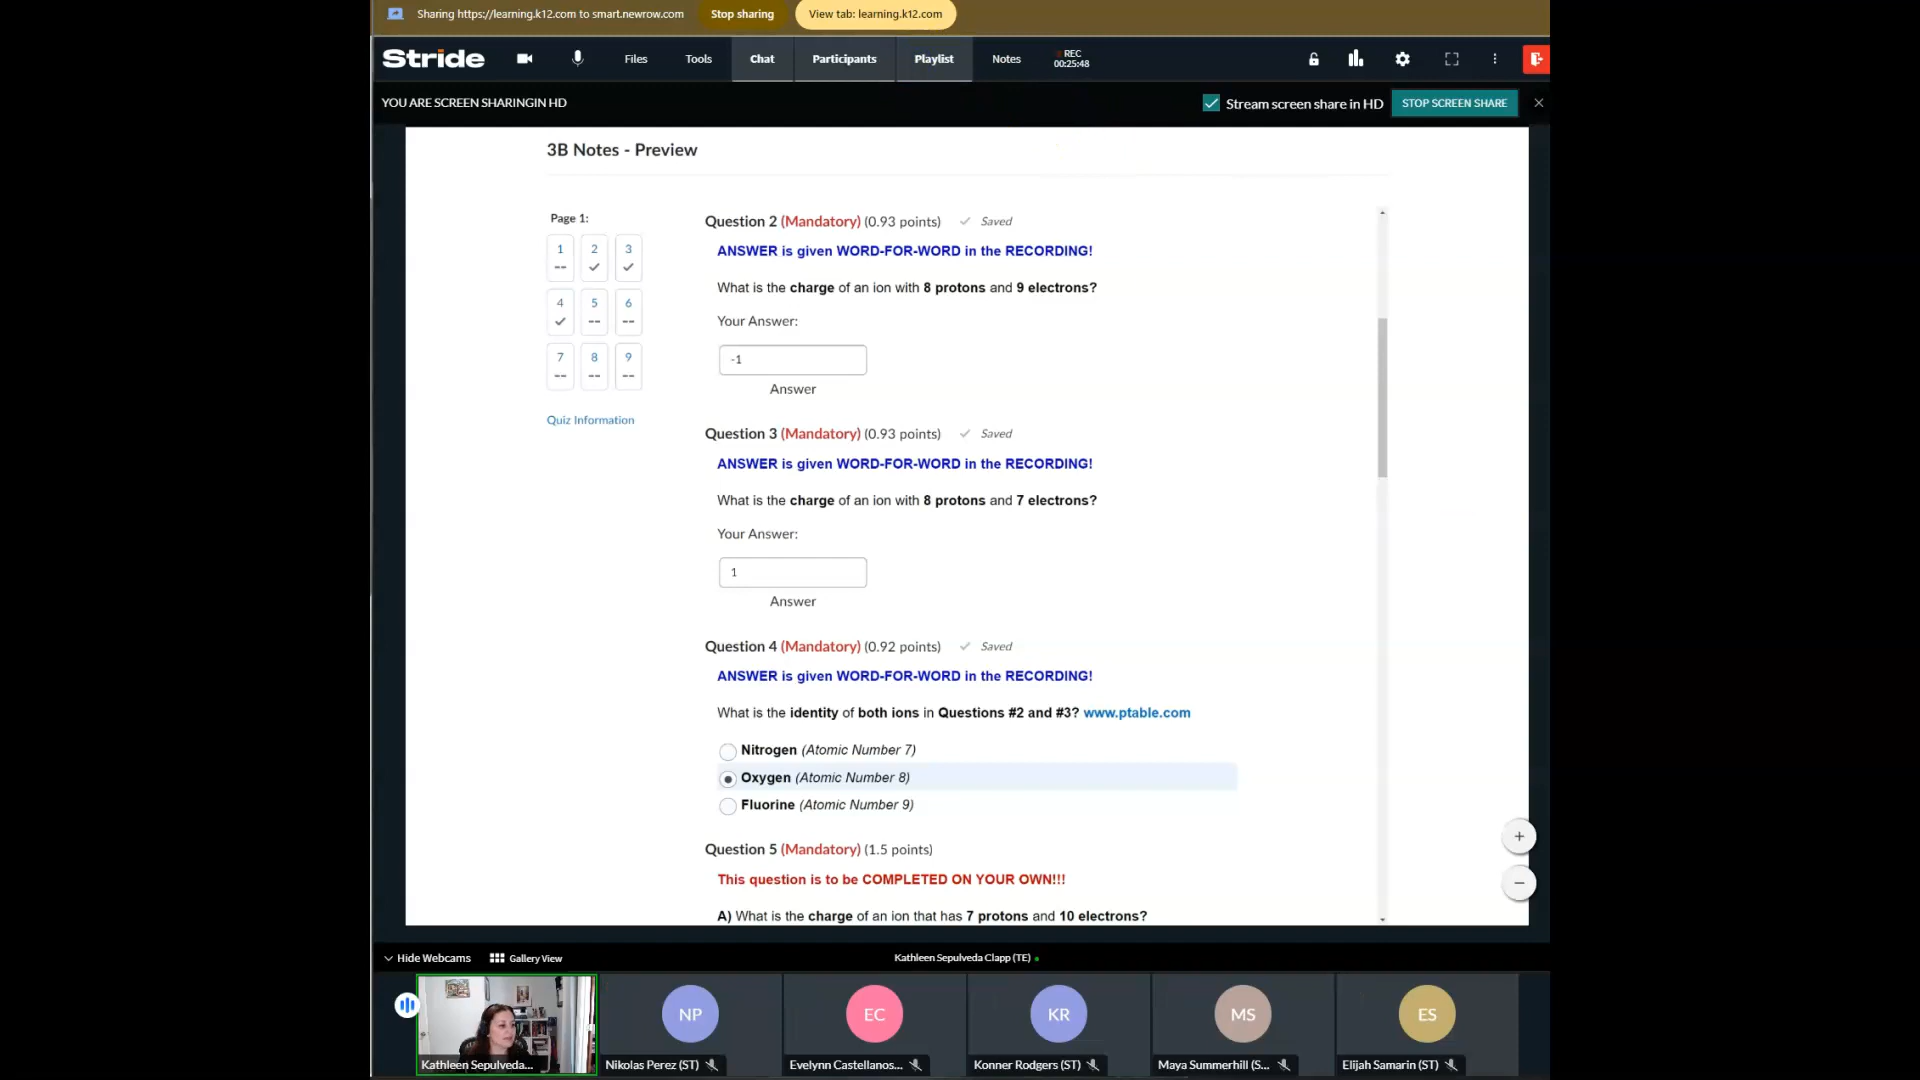 Sharing https://learning.k12.com to smart.newrow.com Stop sharing View tab: learning.k12.com
Stride Files Tools Chat Participants Playlist Notes REC 00:25:48
YOU ARE SCREEN SHARINGIN HD Stream screen share in HD STOP SCREEN SHARE
3B Notes - Preview
Page 1:
1 2 3
-- 
4 5 6
-- --
7 8 9
-- -- --
Quiz Information
Question 2 (Mandatory) (0.93 points) Saved
ANSWER is given WORD-FOR-WORD in the RECORDING!
What is the charge of an ion with 8 protons and 9 electrons?
Your Answer:
-1
Answer
Question 3 (Mandatory) (0.93 points) Saved
ANSWER is given WORD-FOR-WORD in the RECORDING!
What is the charge of an ion with 8 protons and 7 electrons?
Your Answer:
1
Answer
Question 4 (Mandatory) (0.92 points) Saved
ANSWER is given WORD-FOR-WORD in the RECORDING!
What is the identity of both ions in Questions #2 and #3? www.ptable.com
Nitrogen (Atomic Number 7)
Oxygen (Atomic Number 8)
Fluorine (Atomic Number 9)
Question 5 (Mandatory) (1.5 points)
This question is to be COMPLETED ON YOUR OWN!!!
A) What is the charge of an ion that has 7 protons and 10 electrons?
Hide Webcams Gallery View Kathleen Sepulveda Clapp (TE)
NP EC KR MS ES
Kathleen Sepulveda... Nikolas Perez (ST) Evelynn Castellanos... Konner Rodgers (ST) Maya Summerhill (S... Elijah Samarin (ST)